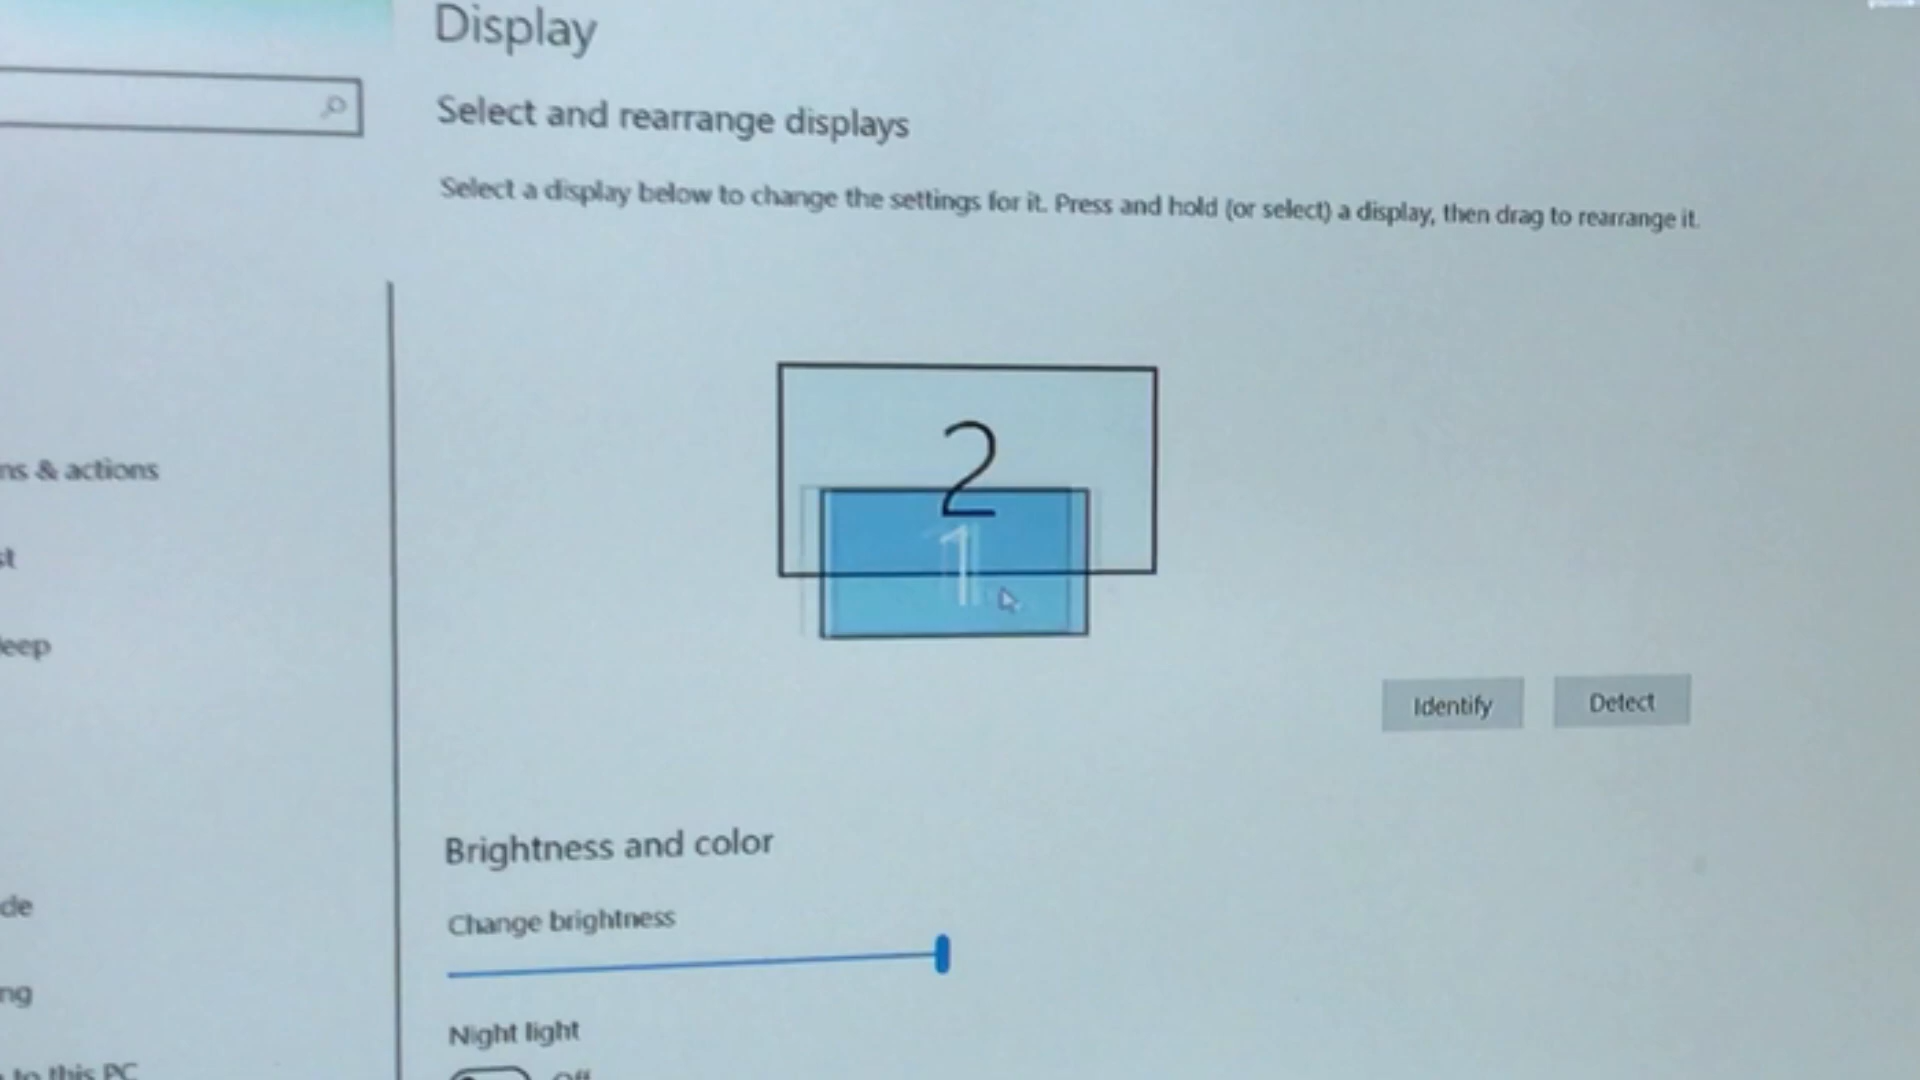 Display
Select and rearrange displays
Select a display below to change the settings for it. Press and hold (or select) a display, then drag to rearrange it.
2
1
ns & actions
st
leep
Identify
Detect
Brightness and color
de
Change brightness
ng
Night light
to this PC
Off